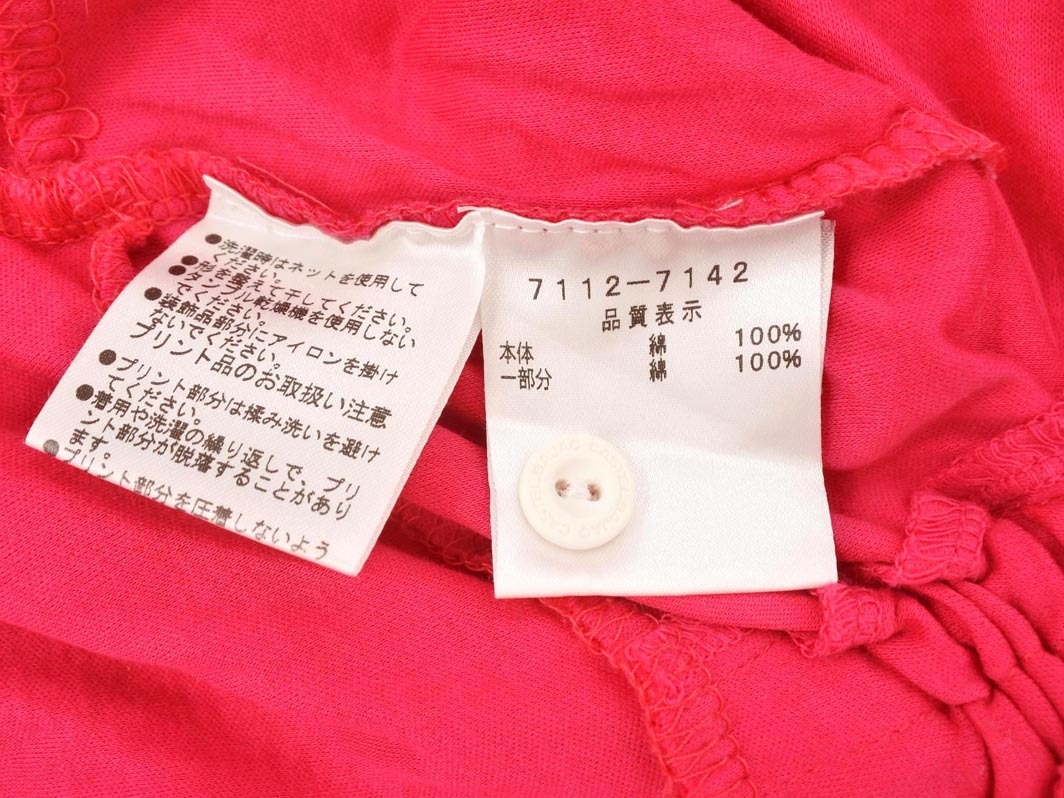 ●洗濯時はネットを使用して
ください。
●形を整えて干してください。
●タンブル乾燥機を使用しない
でください。
●装飾品部分にアイロンを掛け
ないでください。
プリント品のお取扱い注意
●プリント部分は揉み洗いを避け
てください。
●着用や洗濯の繰り返しで、プリ
ント部分が脱落することがあり
ます。
●プリント部分を圧着しないよう
7112-7142
品質表示
本体 綿 100%
一部分 綿 100%
CASTELBAJAC CASTELBAJAC